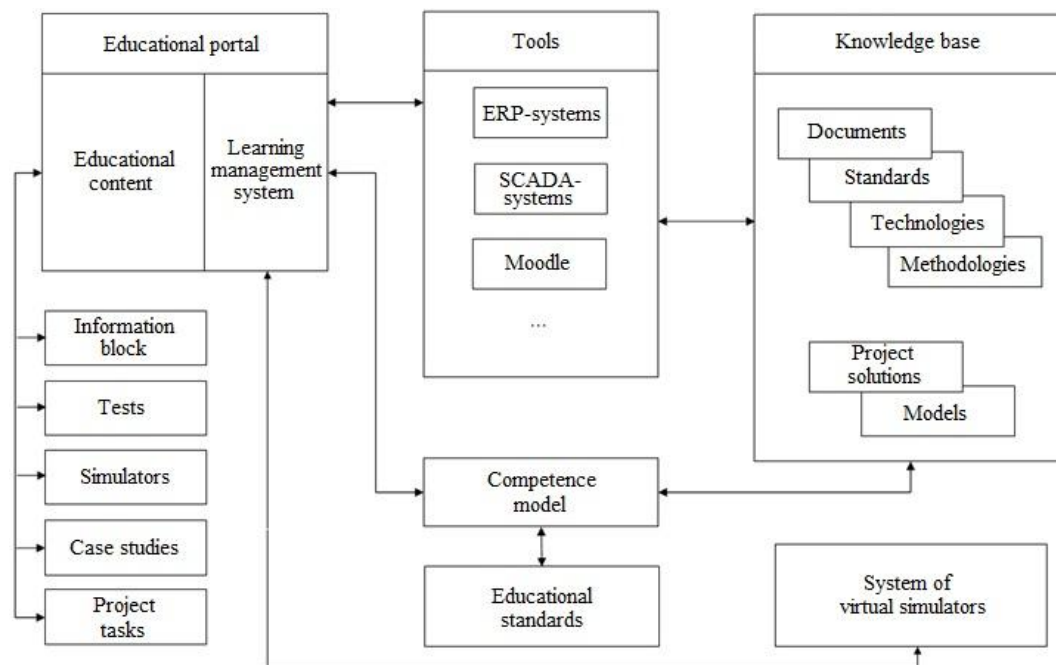 Educational portal
Educational
content
Learning
management
system
Information
block
Tests
Simulators
Case studies
Project
tasks
Tools
ERP-systems
SCADA-
systems
Moodle
...
Competence
model
Educational
standards
Knowledge base
Documents
Standards
Technologies
Methodologies
Project
solutions
Models
System of
virtual simulators